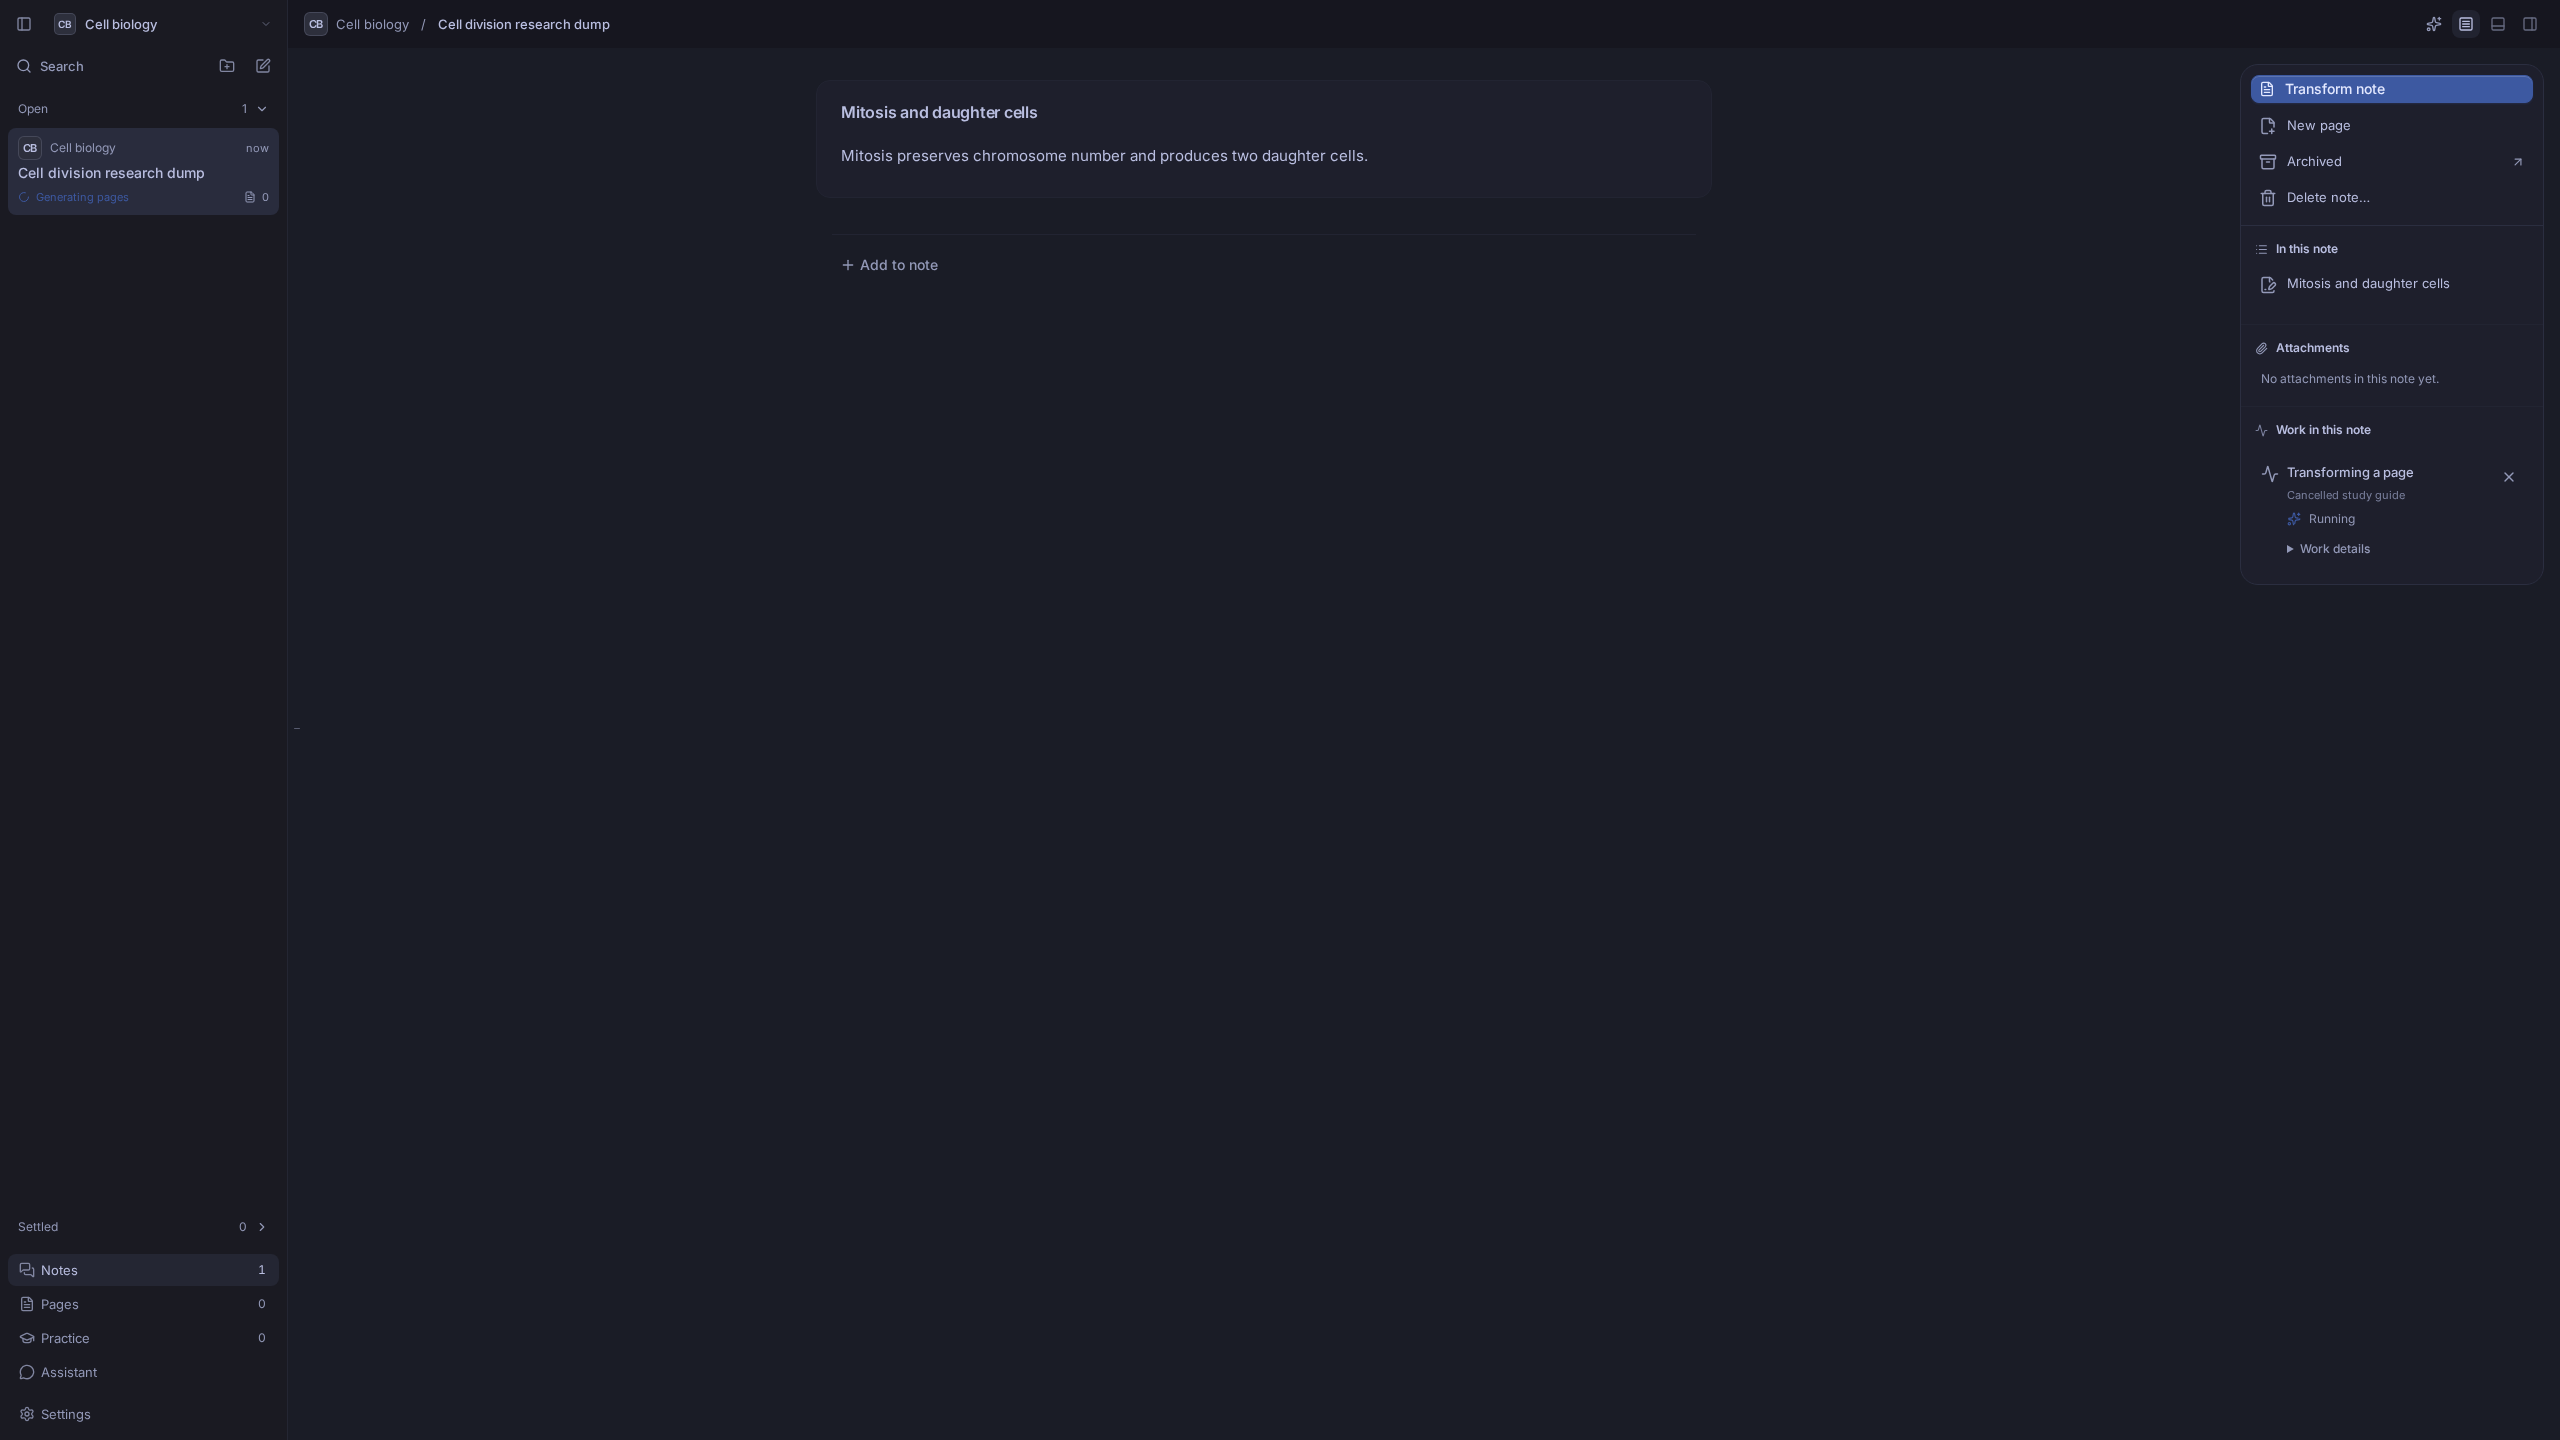 CB Cell biology
Search
Open 1
CB Cell biology now
Cell division research dump
Generating pages 0
Settled 0
Notes 1
Pages 0
Practice 0
Assistant
Settings
CB Cell biology / Cell division research dump
Mitosis and daughter cells
Mitosis preserves chromosome number and produces two daughter cells.
Add to note
Transform note
New page
Archived
Delete note...
In this note
Mitosis and daughter cells
Attachments
No attachments in this note yet.
Work in this note
Transforming a page
Cancelled study guide
Running
Work details